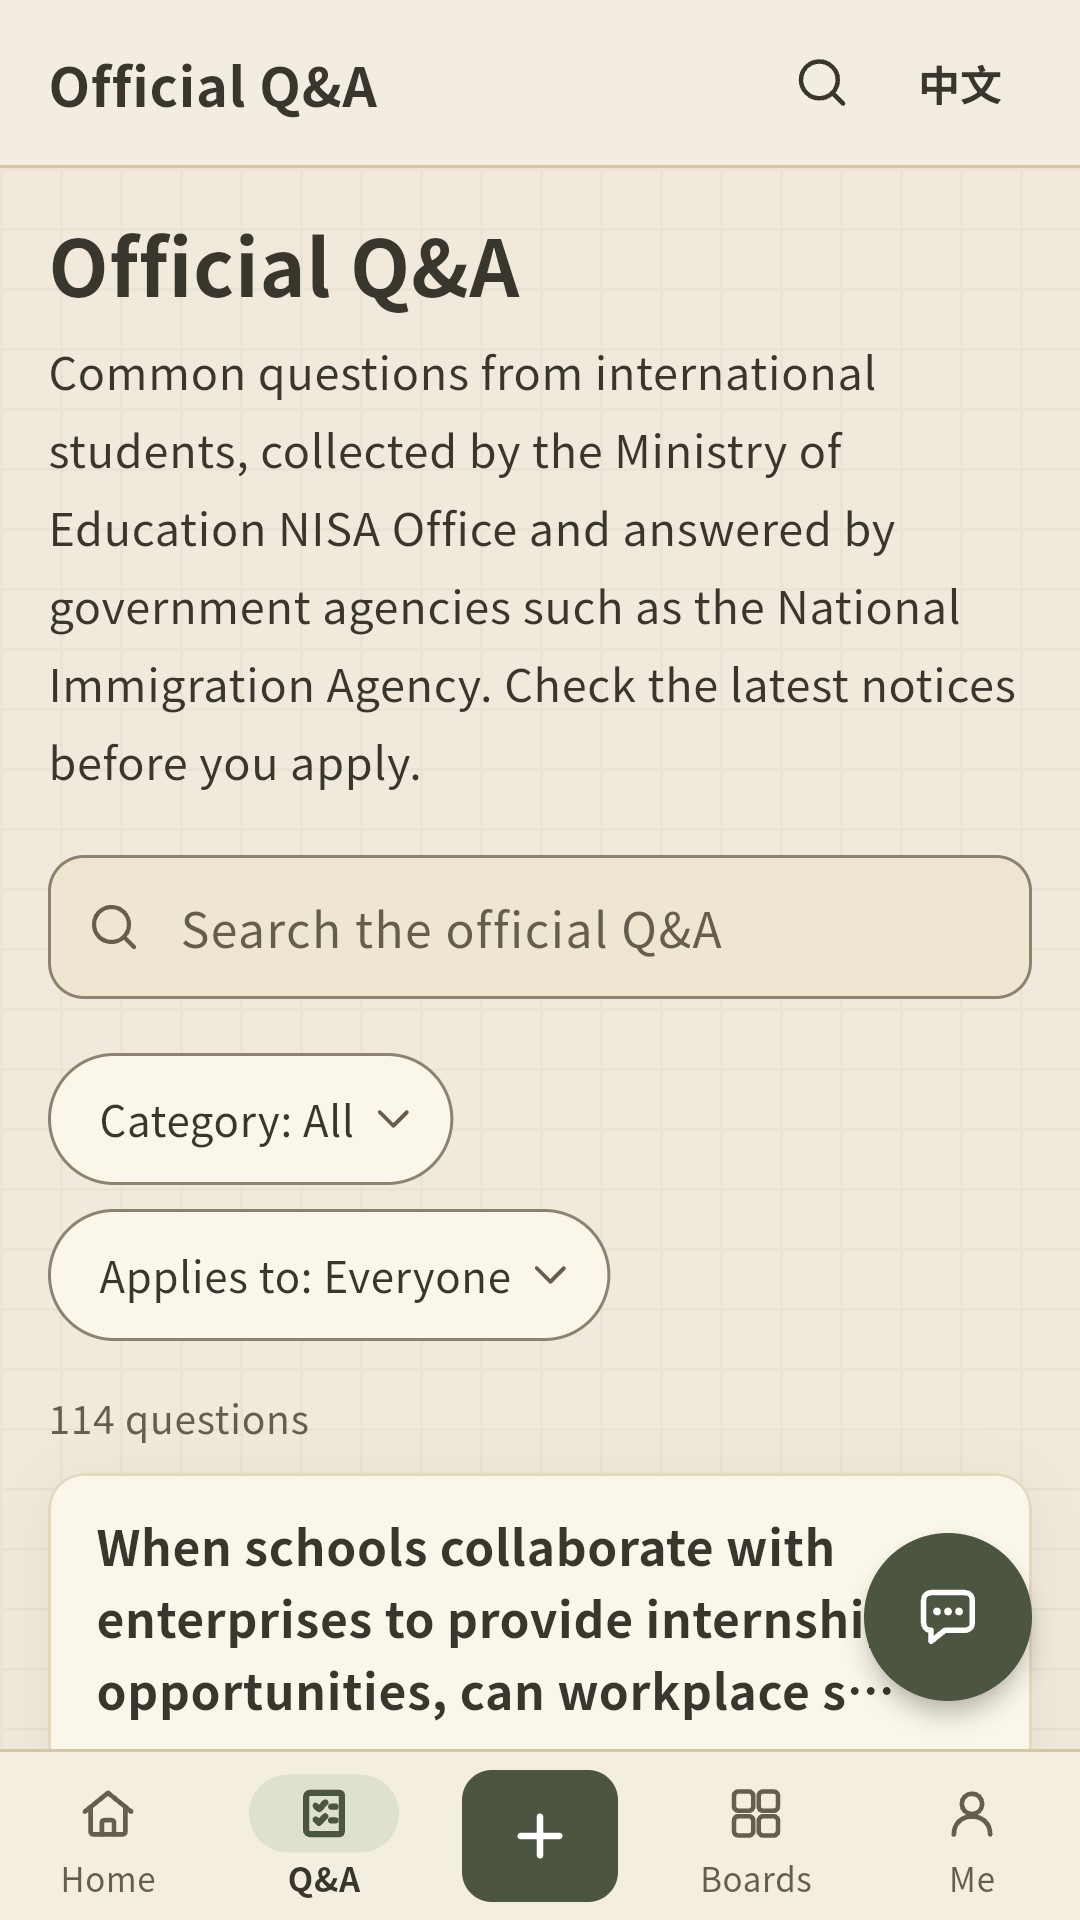 Official Q&A
中文
Official Q&A
Common questions from international
students, collected by the Ministry of
Education NISA Office and answered by
government agencies such as the National
Immigration Agency. Check the latest notices
before you apply.
Search the official Q&A
Category: All
Applies to: Everyone
114 questions
When schools collaborate with
enterprises to provide internshi
opportunities, can workplace s…
Home
Q&A
Boards
Me